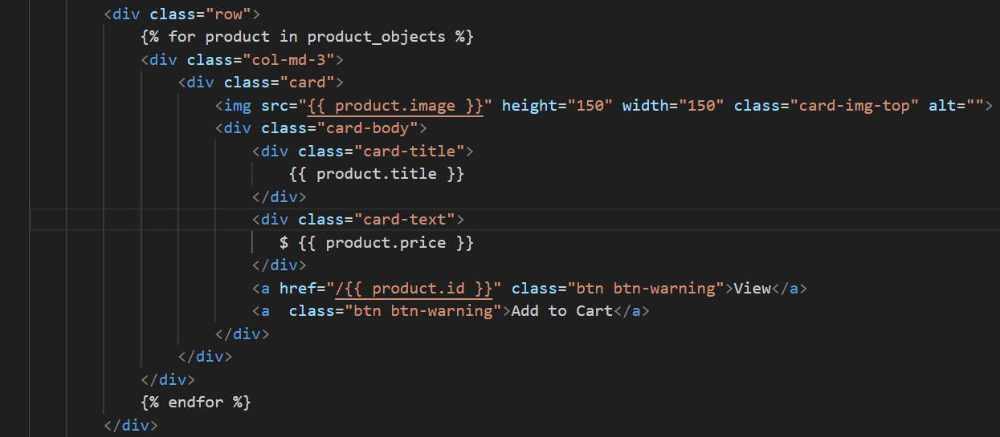 <div class="row">
{% for product in product_objects %}
<div class="col-md-3">
<div class="card">
<img src="{{ product.image }}" height="150" width="150" class="card-img-top" alt="">
<div class="card-body">
<div class="card-title">
{{ product.title }}
</div>
<div class="card-text">
$ {{ product.price }}
</div>
<a href="/{{ product.id }}" class="btn btn-warning">View</a>
<a  class="btn btn-warning">Add to Cart</a>
</div>
</div>
</div>
{% endfor %}
</div>